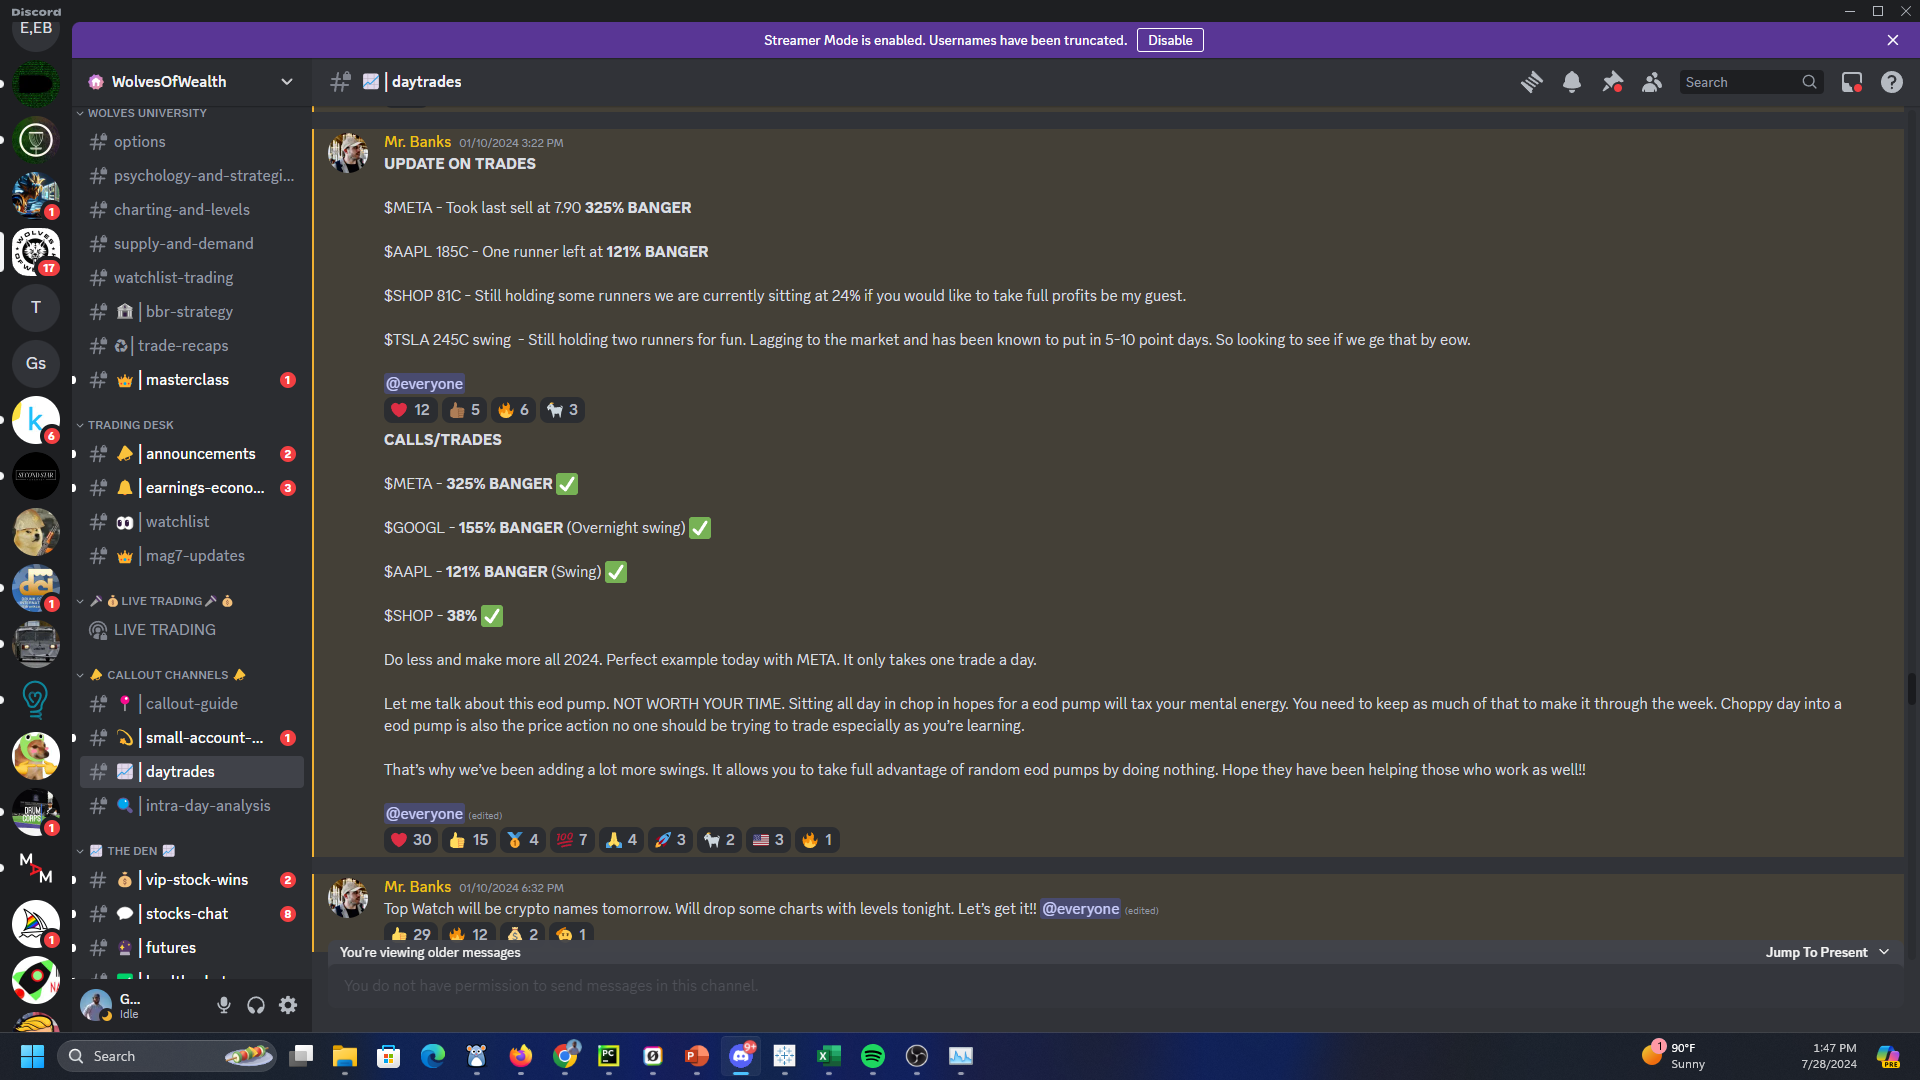 Discord
E,EB
Streamer Mode is enabled. Usernames have been truncated.
Disable
WolvesOfWealth
daytrades
Search
WOLVES UNIVERSITY
options
psychology-and-strategi...
charting-and-levels
supply-and-demand
watchlist-trading
bbr-strategy
trade-recaps
masterclass
1
TRADING DESK
announcements
2
earnings-econo...
3
watchlist
mag7-updates
LIVE TRADING
LIVE TRADING
CALLOUT CHANNELS
callout-guide
small-account-...
1
daytrades
intra-day-analysis
THE DEN
vip-stock-wins
2
stocks-chat
8
futures
G...
Idle
1
17
T
Gs
k
6
SECOND STAR
dci
1
DRUM CORPS
1
M A M
1
Mr. Banks 01/10/2024 3:22 PM
UPDATE ON TRADES
$META - Took last sell at 7.90 325% BANGER
$AAPL 185C - One runner left at 121% BANGER
$SHOP 81C - Still holding some runners we are currently sitting at 24% if you would like to take full profits be my guest.
$TSLA 245C swing  - Still holding two runners for fun. Lagging to the market and has been known to put in 5-10 point days. So looking to see if we ge that by eow.
@everyone
❤️ 12 👍🏾 5 🔥 6 🐐 3
CALLS/TRADES
$META - 325% BANGER ✅
$GOOGL - 155% BANGER (Overnight swing) ✅
$AAPL - 121% BANGER (Swing) ✅
$SHOP - 38% ✅
Do less and make more all 2024. Perfect example today with META. It only takes one trade a day.
Let me talk about this eod pump. NOT WORTH YOUR TIME. Sitting all day in chop in hopes for a eod pump will tax your mental energy. You need to keep as much of that to make it through the week. Choppy day into a
eod pump is also the price action no one should be trying to trade especially as you’re learning.
That’s why we’ve been adding a lot more swings. It allows you to take full advantage of random eod pumps by doing nothing. Hope they have been helping those who work as well!!
@everyone (edited)
❤️ 30 👍 15 🥇 4 💯 7 🙏 4 🚀 3 🐐 2 🇺🇸 3 🔥 1
Mr. Banks 01/10/2024 6:32 PM
Top Watch will be crypto names tomorrow. Will drop some charts with levels tonight. Let’s get it!! @everyone (edited)
👍 29 🔥 12 💰 2 🫡 1
You're viewing older messages
Jump To Present
You do not have permission to send messages in this channel.
Search
PC
9+
1
90°F
Sunny
1:47 PM
7/28/2024
PRE